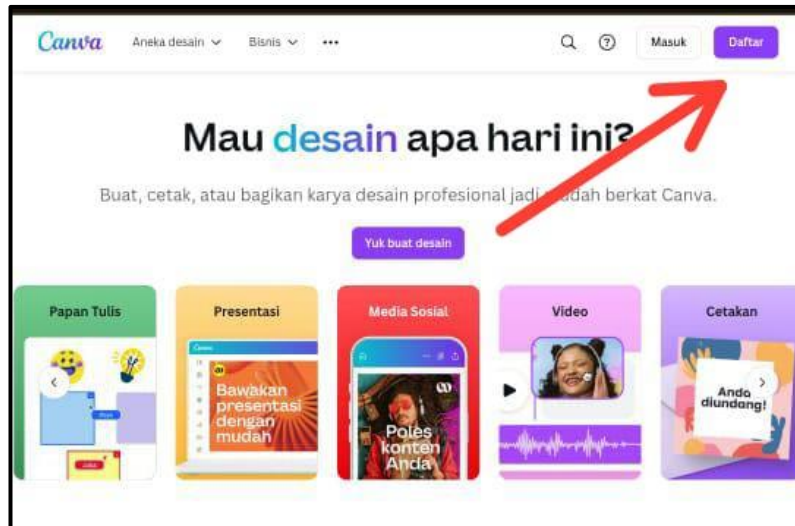 Canva
Aneka desain
Bisnis
Masuk
Daftar
Mau desain apa hari ini?
Buat, cetak, atau bagikan karya desain profesional jadi mudah berkat Canva.
Yuk buat desain
Papan Tulis
Presentasi
Media Sosial
Video
Cetakan
Canva
Bawakan
presentasi
dengan
mudah
Poles
konten
Anda
Anda
diundang!